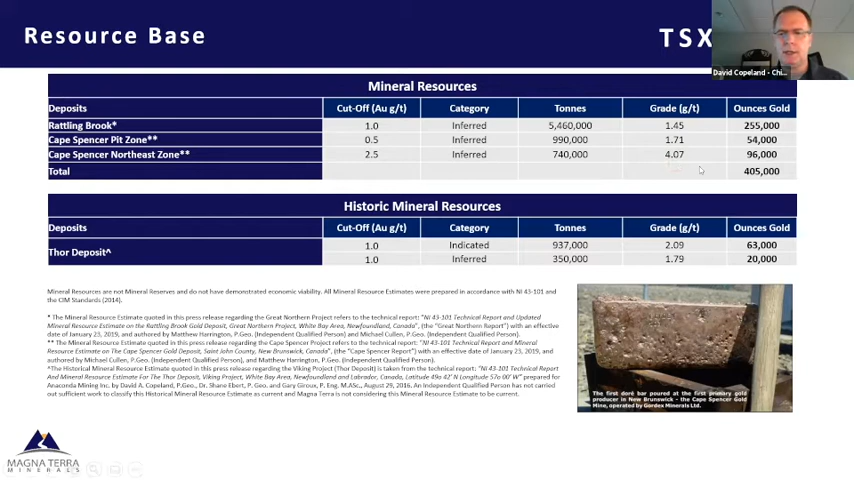 Resource Base
TSX
David Copeland - Chi...
Mineral Resources
Deposits Cut-Off (Au g/t) Category Tonnes Grade (g/t) Ounces Gold
Rattling Brook* 1.0 Inferred 5,460,000 1.45 255,000
Cape Spencer Pit Zone** 0.5 Inferred 990,000 1.71 54,000
Cape Spencer Northeast Zone** 2.5 Inferred 740,000 4.07 96,000
Total 405,000
Historic Mineral Resources
Deposits Cut-Off (Au g/t) Category Tonnes Grade (g/t) Ounces Gold
Thor Deposit^ 1.0 Indicated 937,000 2.09 63,000
1.0 Inferred 350,000 1.79 20,000
Mineral Resources are not Mineral Reserves and do not have demonstrated economic viability. All Mineral Resource Estimates were prepared in accordance with NI 43-101 and
the CIM Standards (2014).
* The Mineral Resource Estimate quoted in this press release regarding the Great Northern Project refers to the technical report: "NI 43-101 Technical Report and Updated
Mineral Resource Estimate on the Rattling Brook Gold Deposit, Great Northern Project, White Bay Area, Newfoundland, Canada", (the "Great Northern Report") with an effective
date of January 23, 2019, and authored by Matthew Harrington, P.Geo. (Independent Qualified Person) and Michael Cullen, P.Geo. (Independent Qualified Person).
** The Mineral Resource Estimate quoted in this press release regarding the Cape Spencer Project refers to the technical report: "NI 43-101 Technical Report and Mineral
Resource Estimate on The Cape Spencer Gold Deposit, Saint John County, New Brunswick, Canada", (the "Cape Spencer Report") with an effective date of January 23, 2019, and
authored by Michael Cullen, P.Geo. (Independent Qualified Person), and Matthew Harrington, P.Geo. (Independent Qualified Person).
^The Historical Mineral Resource Estimate quoted in this press release regarding the Viking Project (Thor Deposit) is taken from the technical report: "NI 43-101 Technical Report
And Mineral Resource Estimate For The Thor Deposit, Viking Project, White Bay Area, Newfoundland and Labrador, Canada, Latitude 49o 42' N Longitude 57o 00' W" prepared for
Anaconda Mining Inc. by David A. Copeland, P.Geo., Dr. Shane Ebert, P. Geo. and Gary Giroux, P. Eng. M.ASc., August 29, 2016. An Independent Qualified Person has not carried
out sufficient work to classify this Historical Mineral Resource Estimate as current and Magna Terra is not considering this Mineral Resource Estimate to be current.
The first doré bar poured at the first primary gold
producer in New Brunswick - the Cape Spencer Gold
Mine, operated by Gordex Minerals Ltd.
MAGNA TERRA
MINERALS